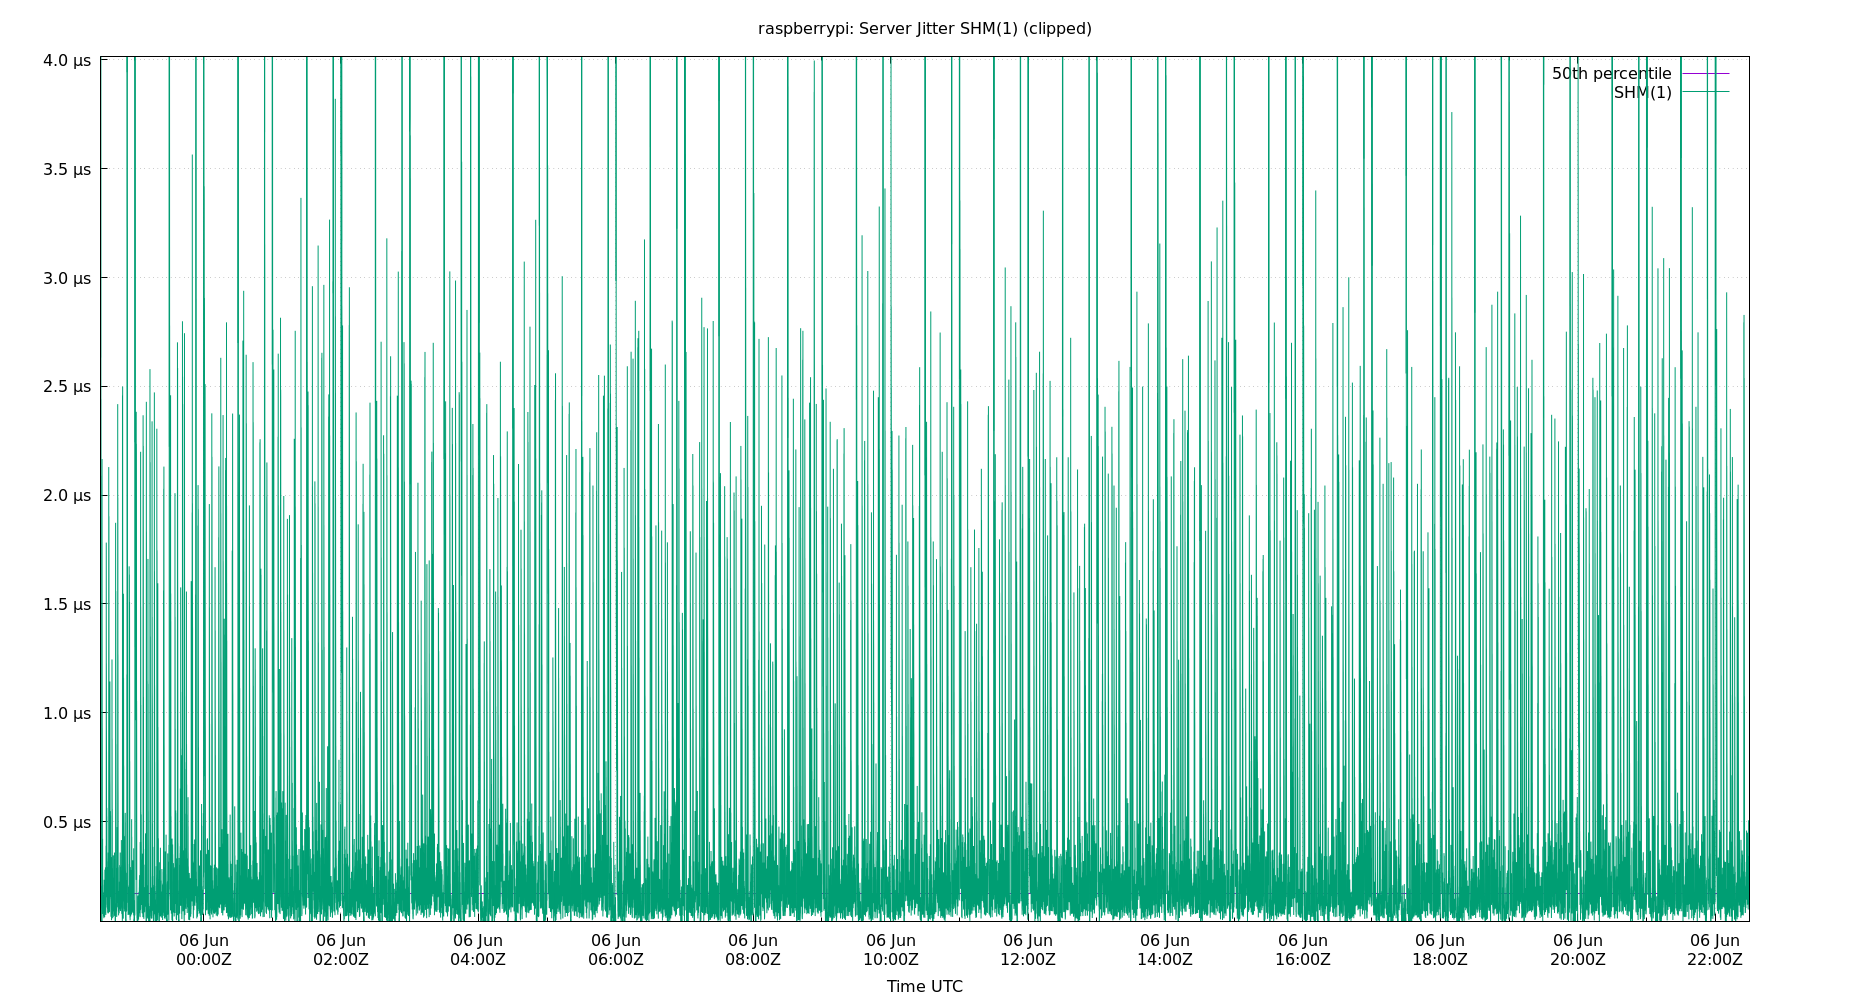 raspberrypi: Server Jitter SHM(1) (clipped)
4.0 µs
3.5 µs
3.0 µs
2.5 µs
2.0 µs
1.5 µs
1.0 µs
0.5 µs
50th percentile
SHM(1)
06 Jun 06 Jun 06 Jun 06 Jun 06 Jun 06 Jun 06 Jun 06 Jun 06 Jun 06 Jun 06 Jun 06 Jun
00:00Z 02:00Z 04:00Z 06:00Z 08:00Z 10:00Z 12:00Z 14:00Z 16:00Z 18:00Z 20:00Z 22:00Z
Time UTC